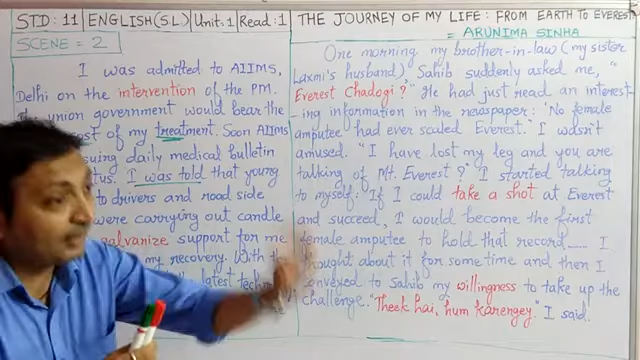 STD: 11 ENGLISH (S.L) Unit: 1 Read: 1 THE JOURNEY OF MY LIFE: FROM EARTH TO EVEREST
= ARUNIMA SINHA
SCENE = 2
I was admitted to AIIMS,
Delhi on the intervention of the PM.
union government would bear the
cost of my treatment. Soon AIIMS
daily medical bulletin
I was told that young
to drivers and road side
were carrying out candle
galvanize support for me
my recovery. With the
latest
One morning my brother-in-law (my sister
Laxmi's husband), Sahib suddenly asked me, "
Everest Chadogi?" He had just read an interest-
-ing information in the newspaper: 'No female
amputee had ever scaled Everest.' I wasn't
amused. "I have lost my leg and you are
talking of Mt. Everest?" I started talking
to myself: 'If I could take a shot at Everest
and succeed, I would become the first
female amputee to hold that record...... I
thought about it for some time and then I
conveyed to Sahib my willingness to take up the
challenge. "Theek hai, hum Karengey." I said.